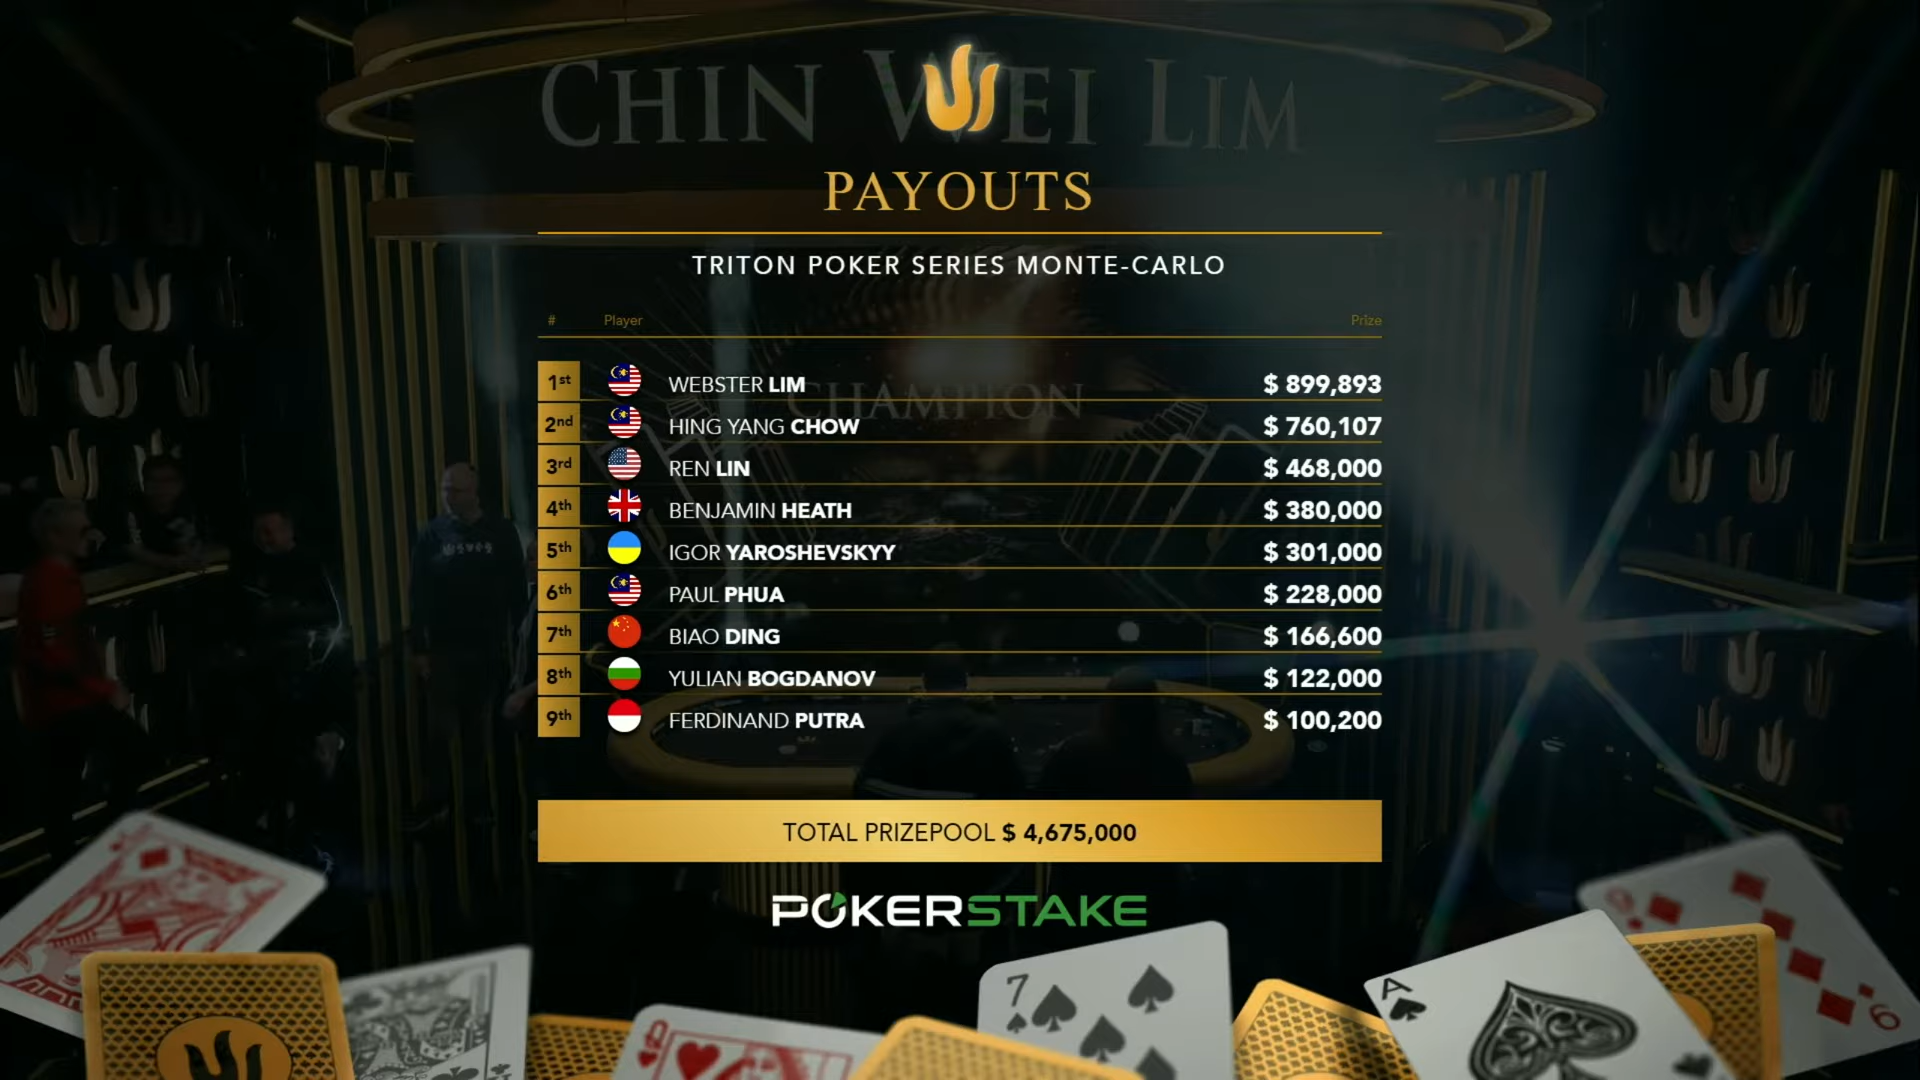 CHIN WEI LIM
PAYOUTS
TRITON POKER SERIES MONTE-CARLO
# Player Prize
CHAMPION
1st WEBSTER LIM $ 899,893
2nd HING YANG CHOW $ 760,107
3rd REN LIN $ 468,000
4th BENJAMIN HEATH $ 380,000
5th IGOR YAROSHEVSKYY $ 301,000
6th PAUL PHUA $ 228,000
7th BIAO DING $ 166,600
8th YULIAN BOGDANOV $ 122,000
9th FERDINAND PUTRA $ 100,200
TOTAL PRIZEPOOL $ 4,675,000
POKERSTAKE
7
A
Q
9